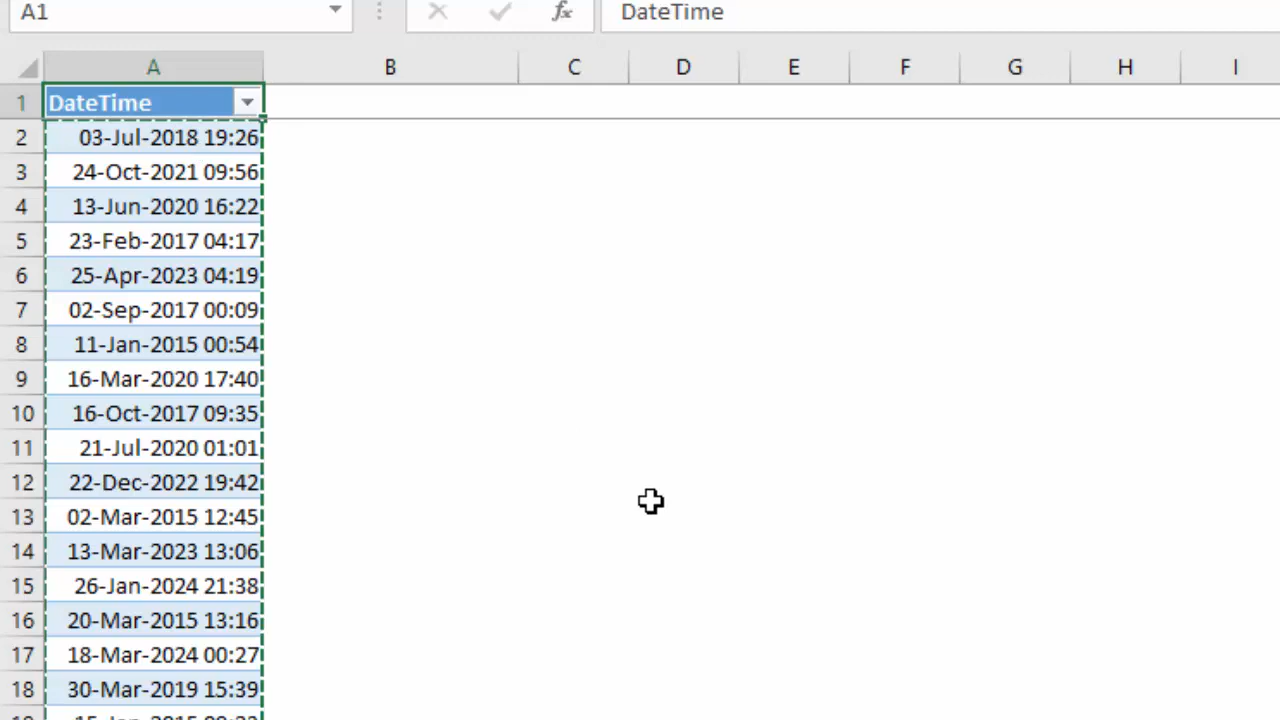 A1 fx DateTime
A B C D E F G H I
1 DateTime
2 03-Jul-2018 19:26
3 24-Oct-2021 09:56
4 13-Jun-2020 16:22
5 23-Feb-2017 04:17
6 25-Apr-2023 04:19
7 02-Sep-2017 00:09
8 11-Jan-2015 00:54
9 16-Mar-2020 17:40
10 16-Oct-2017 09:35
11 21-Jul-2020 01:01
12 22-Dec-2022 19:42
13 02-Mar-2015 12:45
14 13-Mar-2023 13:06
15 26-Jan-2024 21:38
16 20-Mar-2015 13:16
17 18-Mar-2024 00:27
18 30-Mar-2019 15:39